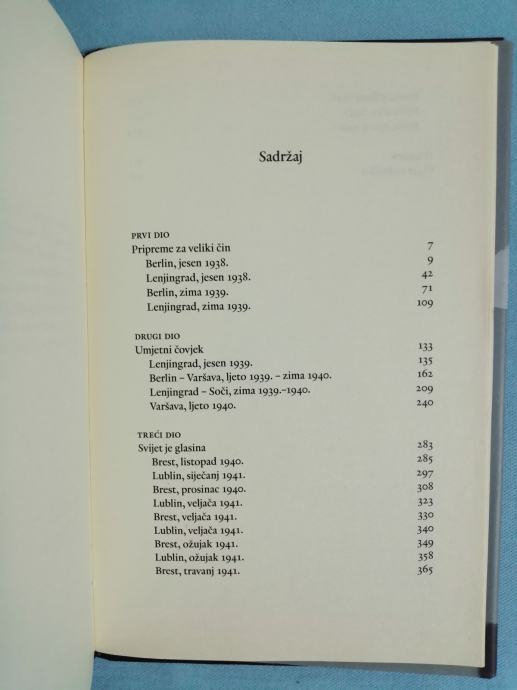 Sadržaj
PRVI DIO
Pripreme za veliki čin 7
Berlin, jesen 1938. 9
Lenjingrad, jesen 1938. 42
Berlin, zima 1939. 71
Lenjingrad, zima 1939. 109
DRUGI DIO
Umjetni čovjek 133
Lenjingrad, jesen 1939. 135
Berlin – Varšava, ljeto 1939. – zima 1940. 162
Lenjingrad – Soči, zima 1939.–1940. 209
Varšava, ljeto 1940. 240
TREĆI DIO
Svijet je glasina 283
Brest, listopad 1940. 285
Lublin, siječanj 1941. 297
Brest, prosinac 1940. 308
Lublin, veljača 1941. 323
Brest, veljača 1941. 330
Lublin, veljača 1941. 340
Brest, ožujak 1941. 349
Lublin, ožujak 1941. 358
Brest, travanj 1941. 365